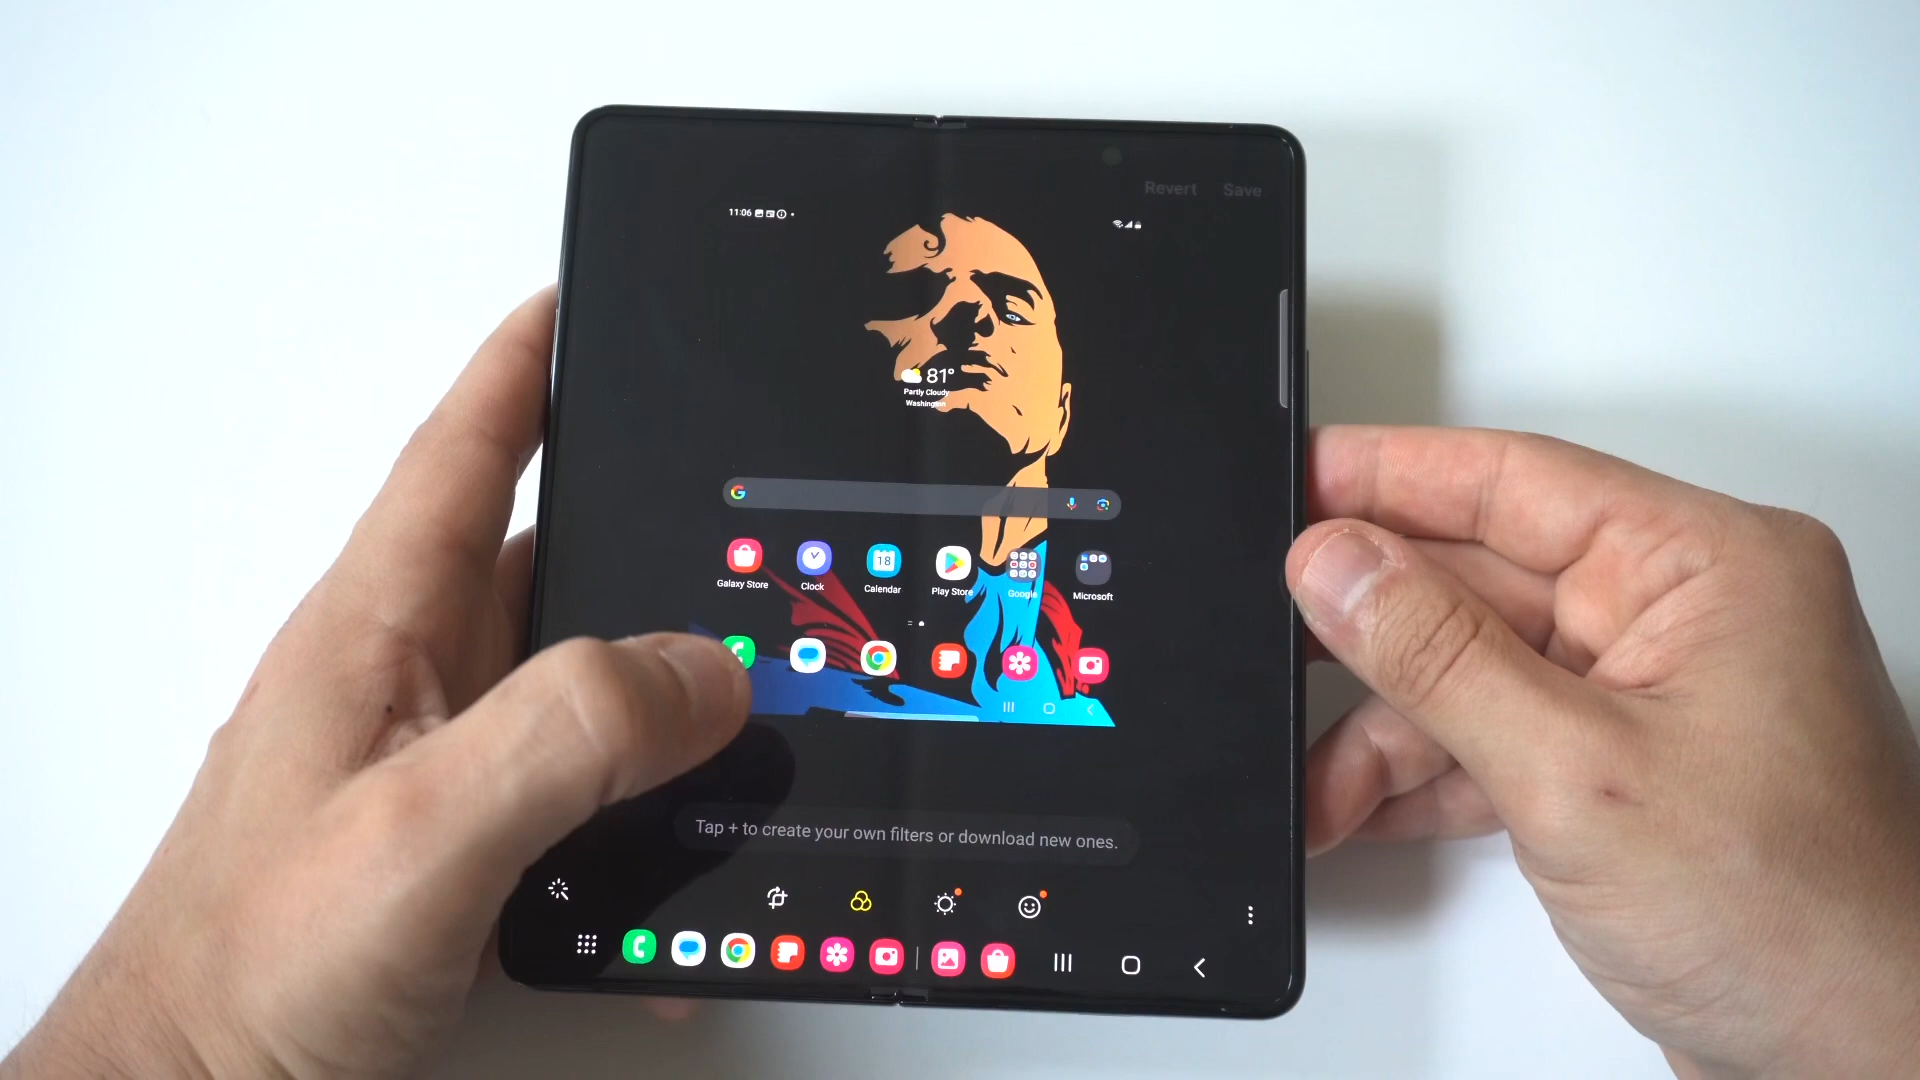 Revert Save
11:06
81°
Partly Cloudy
Washington
G
18
Galaxy Store Clock Calendar Play Store Google Microsoft
Tap + to create your own filters or download new ones.